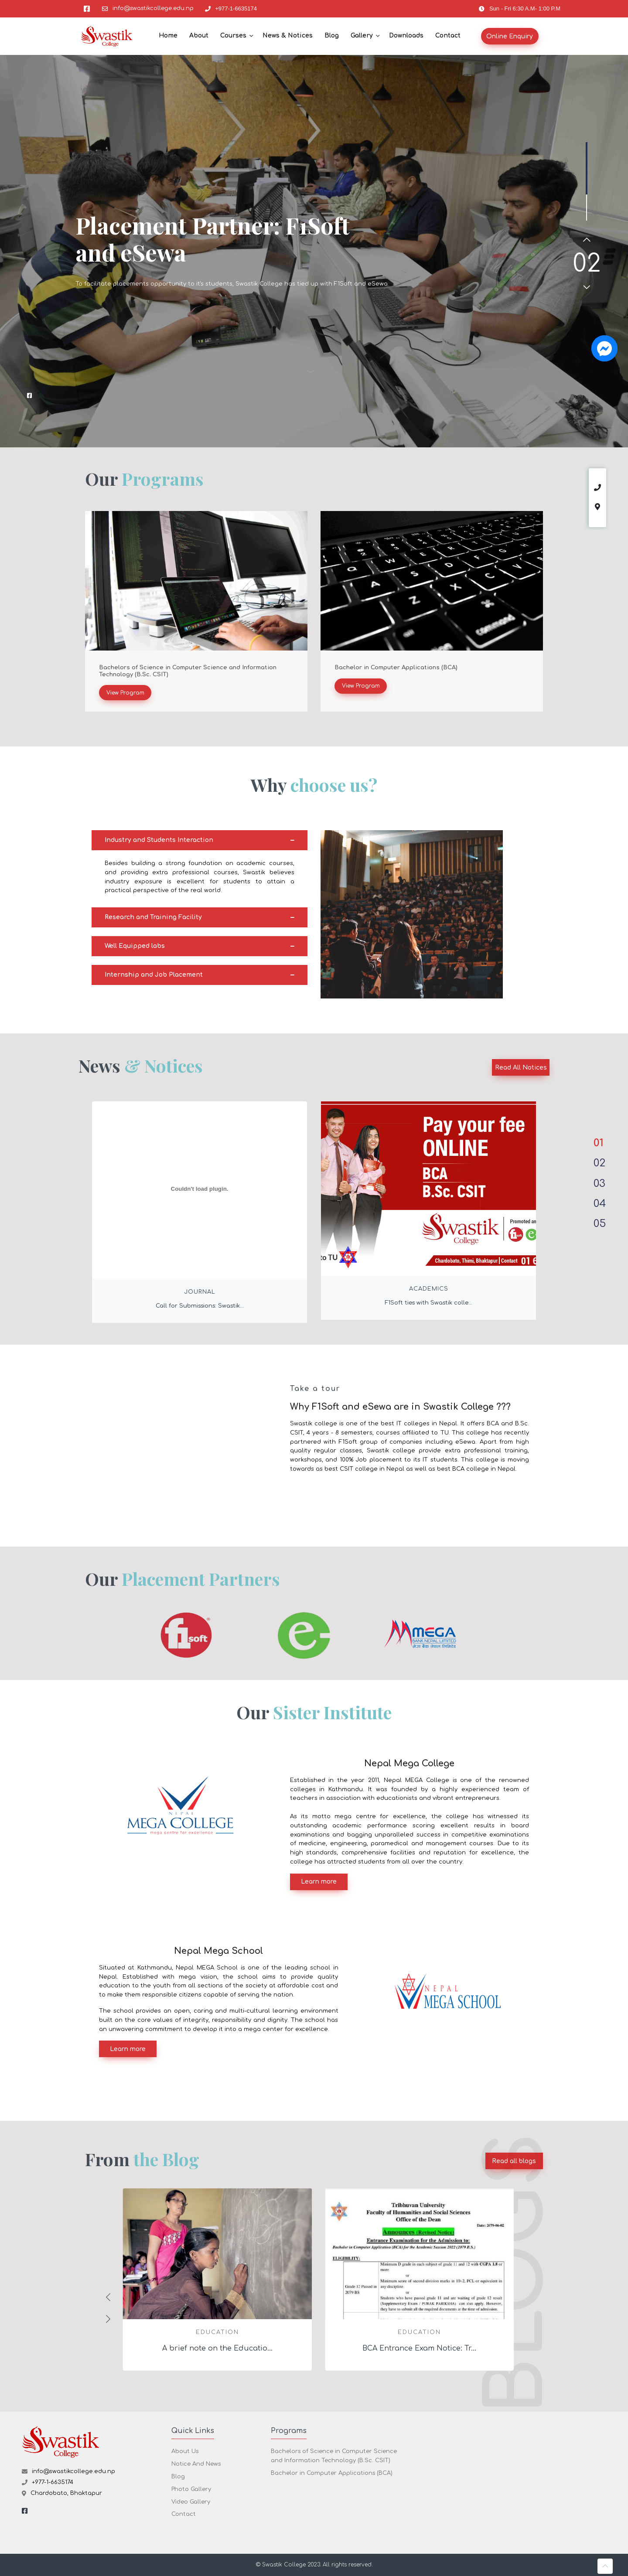 info@swastikcollege.edu.np +977-1-6635174 Sun - Fri 6:30 A.M- 1:00 P.M
Swastik College Home About Courses News & Notices Blog Gallery Downloads Contact Online Enquiry
Placement Partner: F1Soft
and eSewa
To facilitate placements opportunity to it's students, Swastik College has tied up with F1Soft and eSewa.
02
Our Programs
Bachelors of Science in Computer Science and Information
Technology (B.Sc. CSIT)
View Program
Bachelor in Computer Applications (BCA)
View Program
Why choose us?
Industry and Students Interaction
Besides building a strong foundation on academic courses,
and providing extra professional courses, Swastik believes
industry exposure is excellent for students to attain a
practical perspective of the real world.
Research and Training Facility
Well Equipped labs
Internship and Job Placement
News & Notices
Read All Notices
Couldn't load plugin.
JOURNAL
Call for Submissions: Swastik...
Pay your fee
ONLINE
BCA
B.Sc. CSIT
Swastik College
Promoted an
to TU
Chardobato, Thimi, Bhaktapur | Contact 01 6
ACADEMICS
F1Soft ties with Swastik colle...
01
02
03
04
05
Take a tour
Why F1Soft and eSewa are in Swastik College ???
Swastik college is one of the best IT colleges in Nepal. It offers BCA and B.Sc.
CSIT, 4 years - 8 semesters, courses affiliated to TU. This college has recently
partnered with F1Soft group of companies including eSewa. Apart from high
quality regular classes, Swastik college provide extra professional training,
workshops, and 100% Job placement to its IT students. This college is moving
towards as best CSIT college in Nepal as well as best BCA college in Nepal.
Our Placement Partners
f1soft
e
MEGA
BANK NEPAL LIMITED
Our Sister Institute
NEPAL
MEGA COLLEGE
mega centre for excellence
Nepal Mega College
Established in the year 2011, Nepal MEGA College is one of the renowned
colleges in Kathmandu. It was founded by a highly experienced team of
teachers in association with educationists and vibrant entrepreneurs.
As its motto mega centre for excellence, the college has witnessed its
outstanding academic performance scoring excellent results in board
examinations and bagging unparalleled success in competitive examinations
of medicine, engineering, paramedical and management courses. Due to its
high standards, comprehensive facilities and reputation for excellence, the
college has attracted students from all over the country.
Learn more
Nepal Mega School
Situated at Kathmandu, Nepal MEGA School is one of the leading school in
Nepal. Established with mega vision, the school aims to provide quality
education to the youth from all sections of the society at affordable cost and
to make them responsible citizens capable of serving the nation.
The school provides an open, caring and multi-cultural learning environment
built on the core values of integrity, responsibility and dignity. The school has
an unwavering commitment to develop it into a mega center for excellence.
Learn more
NEPAL
MEGA SCHOOL
BLOGS
From the Blog
Read all blogs
EDUCATION
A brief note on the Educatio...
Tribhuvan University
Faculty of Humanities and Social Sciences
Office of the Dean
Date: 2079-06-02
Announces (Revised Notice)
Entrance Examination for the Admission to:
ELIGIBILITY:
EDUCATION
BCA Entrance Exam Notice: Tr...
Swastik College
info@swastikcollege.edu.np
+977-1-6635174
Chardobato, Bhaktapur
Quick Links
About Us
Notice And News
Blog
Photo Gallery
Video Gallery
Contact
Programs
Bachelors of Science in Computer Science
and Information Technology (B.Sc. CSIT)
Bachelor in Computer Applications (BCA)
© Swastik College 2023. All rights reserved